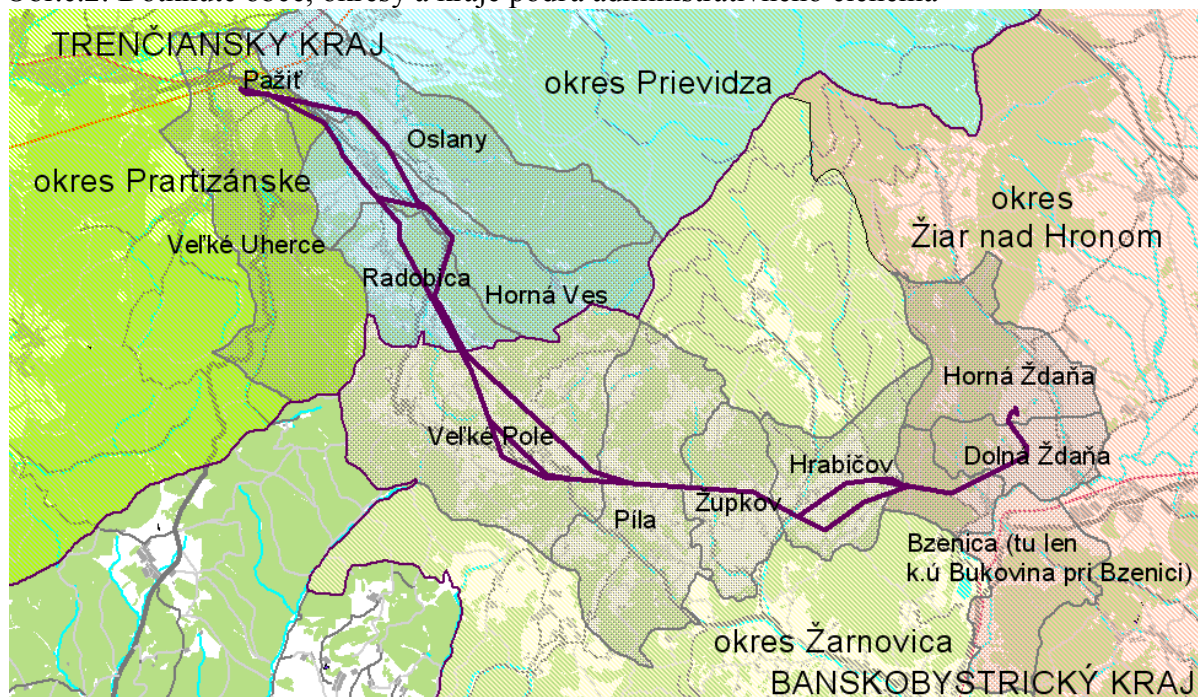 TRENČIANSKY KRAJ
Pažiť
okres Prievidza
Oslany
okres Prartizánske
okres
Žiar nad Hronom
Veľké Uherce
Radobica
Horná Ves
Horná Ždaňa
Veľké Pole
Hrabičov
Dolná Ždaňa
Župkov
Píla
Bzenica (tu len
k.ú Bukovina pri Bzenici)
okres Žarnovica
BANSKOBYSTRICKÝ KRAJ